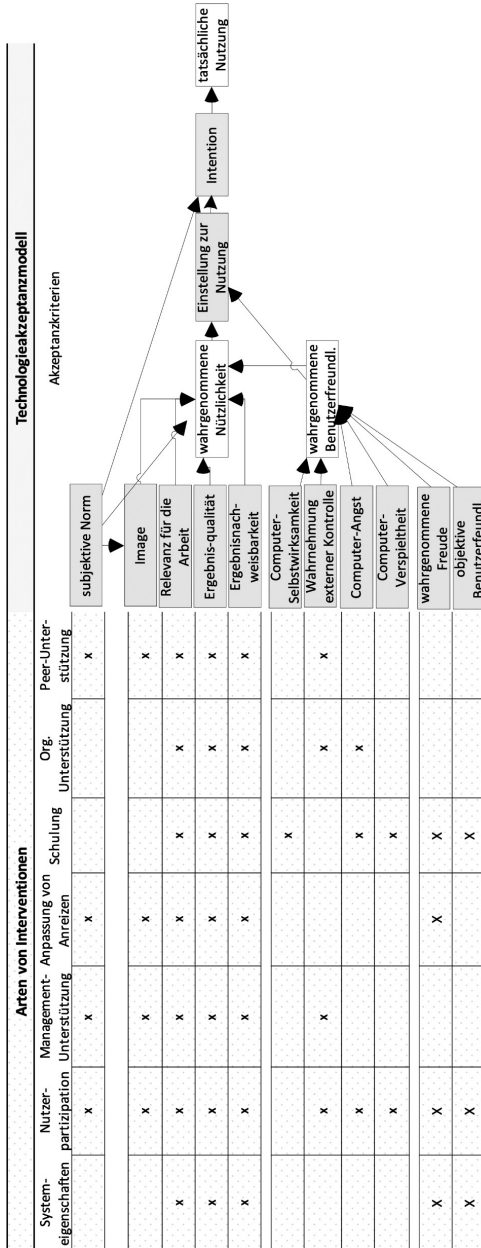 Arten von Interventionen
Technologieakzeptanzmodell
System-
eigenschaften
Nutzer-
partizipation
Management-
Unterstützung
Anpassung von
Anreizen
Schulung
Org.
Unterstützung
Peer-Unter-
stützung
Akzeptanzkriterien
x x x x
subjektive Norm
x x x x
Image
x x x x x x x
Relevanz für die
Arbeit
x x x x x x x
Ergebnis-qualität
x x x x x x x
Ergebnisnach-
weisbarkeit
x
Computer-
Selbstwirksamkeit
x x x x
Wahrnehmung
externer Kontrolle
x x x
Computer-Angst
x x
Computer-
Verspieltheit
X X X X
wahrgenommene
Freude
X X X
objektive
Benutzerfreundl.
wahrgenommene
Nützlichkeit
wahrgenommene
Benutzerfreundl.
Einstellung zur
Nutzung
Intention
tatsächliche
Nutzung